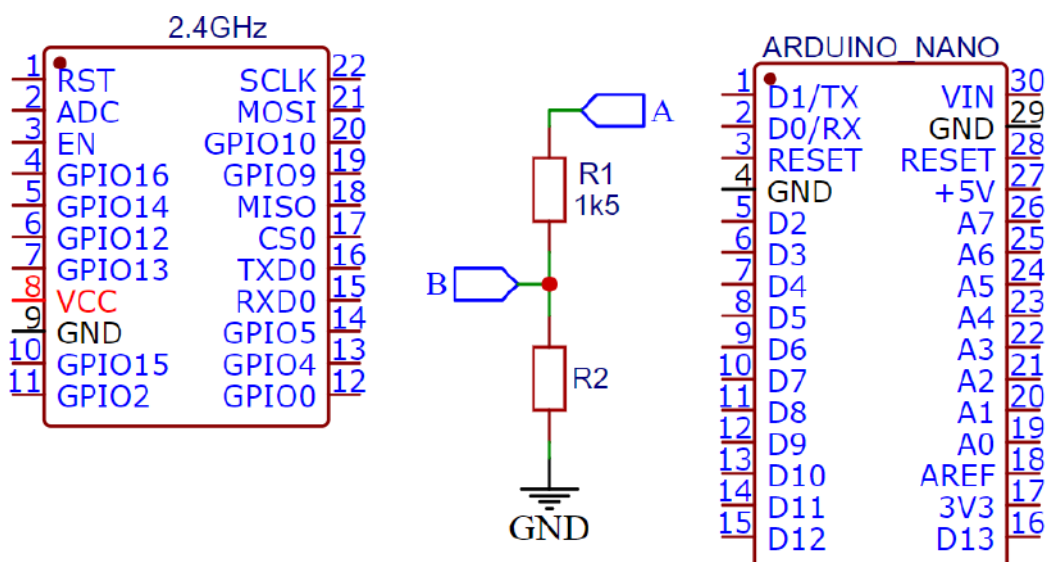 2.4GHz
1 RST SCLK 22
2 ADC MOSI 21
3 EN GPIO10 20
4 GPIO16 GPIO9 19
5 GPIO14 MISO 18
6 GPIO12 CS0 17
7 GPIO13 TXD0 16
8 VCC RXD0 15
9 GND GPIO5 14
10 GPIO15 GPIO4 13
11 GPIO2 GPIO0 12
A
R1
1k5
B
R2
GND
ARDUINO_NANO
1 D1/TX VIN 30
2 D0/RX GND 29
3 RESET RESET 28
4 GND +5V 27
5 D2 A7 26
6 D3 A6 25
7 D4 A5 24
8 D5 A4 23
9 D6 A3 22
10 D7 A2 21
11 D8 A1 20
12 D9 A0 19
13 D10 AREF 18
14 D11 3V3 17
15 D12 D13 16